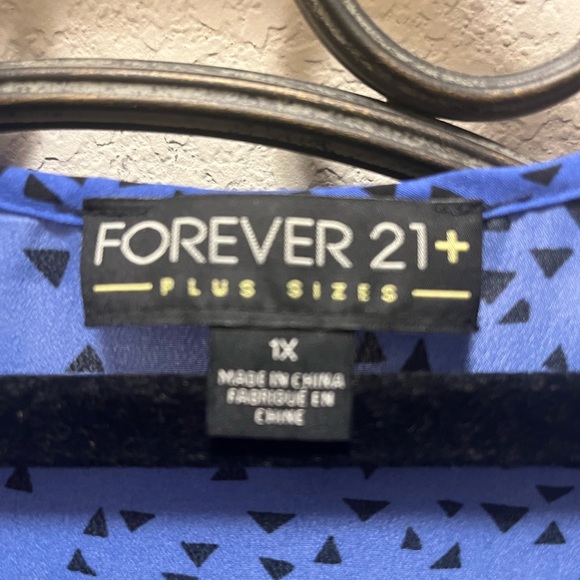 FOREVER 21+
PLUS SIZES
1X
MADE IN CHINA
FABRIQUÉ EN
CHINE